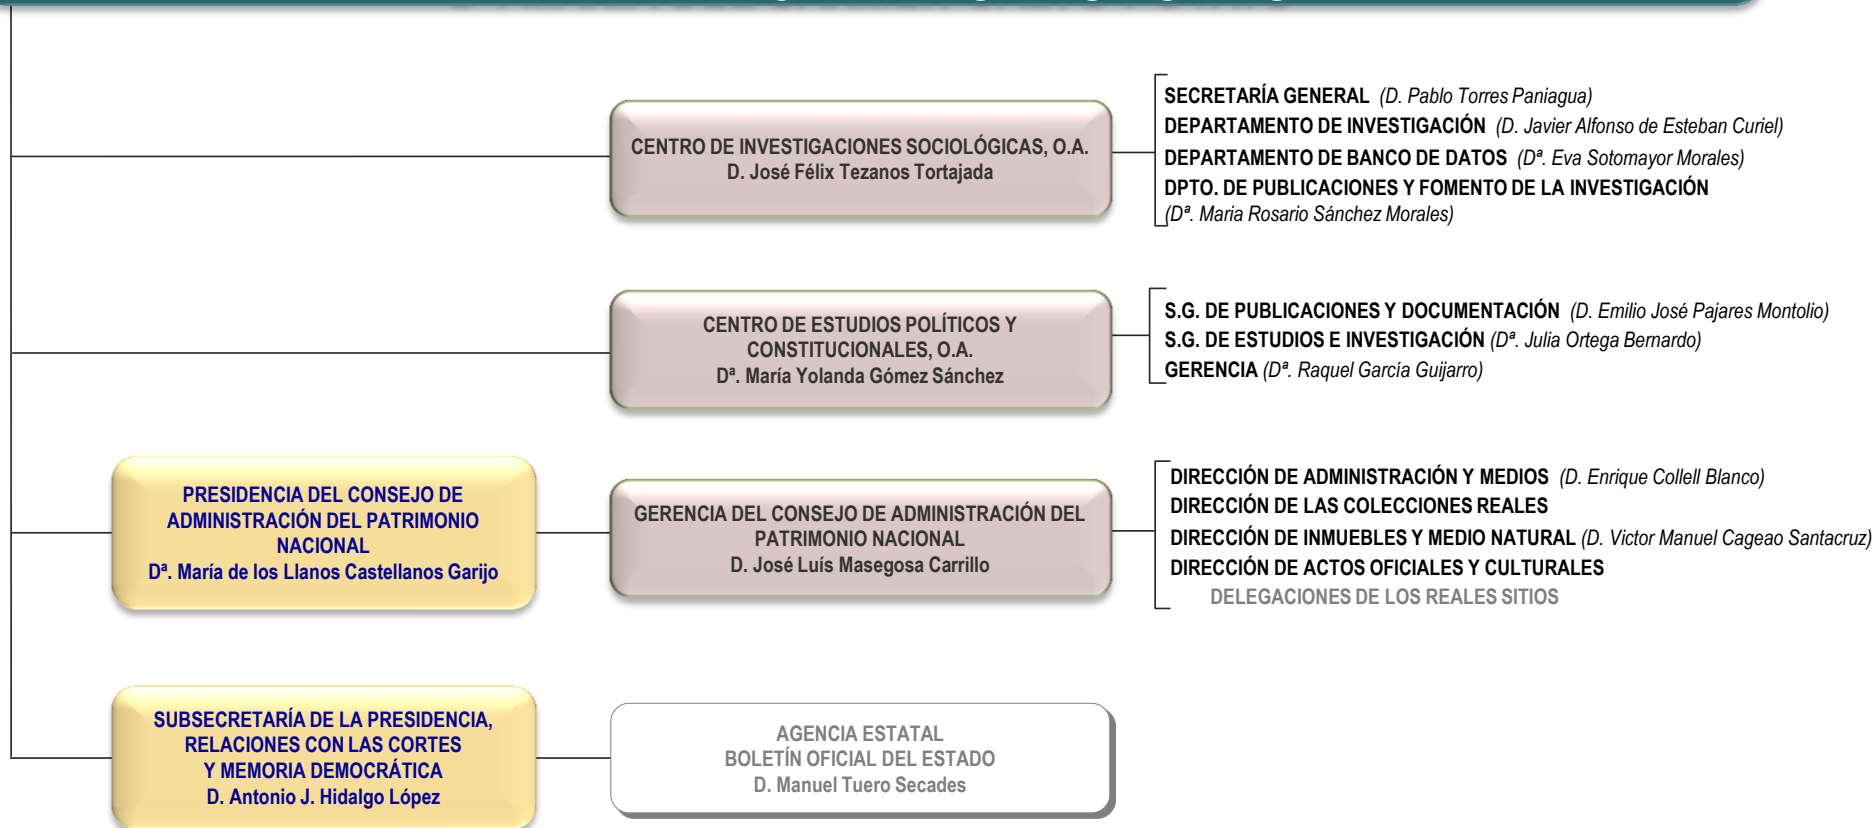 CENTRO DE INVESTIGACIONES SOCIOLÓGICAS, O.A.
D. José Félix Tezanos Tortajada
SECRETARÍA GENERAL (D. Pablo Torres Paniagua)
DEPARTAMENTO DE INVESTIGACIÓN (D. Javier Alfonso de Esteban Curiel)
DEPARTAMENTO DE BANCO DE DATOS (Dª. Eva Sotomayor Morales)
DPTO. DE PUBLICACIONES Y FOMENTO DE LA INVESTIGACIÓN
(Dª. Maria Rosario Sánchez Morales)
CENTRO DE ESTUDIOS POLÍTICOS Y
CONSTITUCIONALES, O.A.
Dª. María Yolanda Gómez Sánchez
S.G. DE PUBLICACIONES Y DOCUMENTACIÓN (D. Emilio José Pajares Montolio)
S.G. DE ESTUDIOS E INVESTIGACIÓN (Dª. Julia Ortega Bernardo)
GERENCIA (Dª. Raquel García Guijarro)
PRESIDENCIA DEL CONSEJO DE
ADMINISTRACIÓN DEL PATRIMONIO
NACIONAL
Dª. María de los Llanos Castellanos Garijo
GERENCIA DEL CONSEJO DE ADMINISTRACIÓN DEL
PATRIMONIO NACIONAL
D. José Luís Masegosa Carrillo
DIRECCIÓN DE ADMINISTRACIÓN Y MEDIOS (D. Enrique Collell Blanco)
DIRECCIÓN DE LAS COLECCIONES REALES
DIRECCIÓN DE INMUEBLES Y MEDIO NATURAL (D. Victor Manuel Cageao Santacruz)
DIRECCIÓN DE ACTOS OFICIALES Y CULTURALES
DELEGACIONES DE LOS REALES SITIOS
SUBSECRETARÍA DE LA PRESIDENCIA,
RELACIONES CON LAS CORTES
Y MEMORIA DEMOCRÁTICA
D. Antonio J. Hidalgo López
AGENCIA ESTATAL
BOLETÍN OFICIAL DEL ESTADO
D. Manuel Tuero Secades